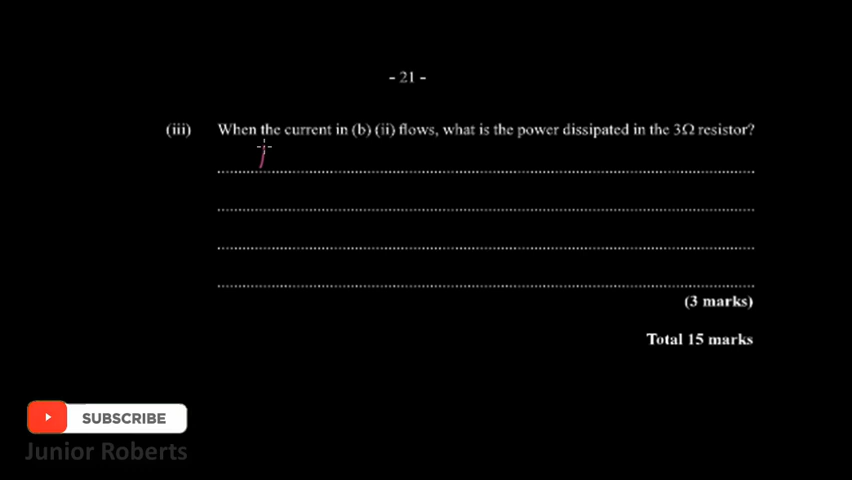 - 21 -
(iii) When the current in (b) (ii) flows, what is the power dissipated in the 3Ω resistor?
(3 marks)
Total 15 marks
SUBSCRIBE
Junior Roberts